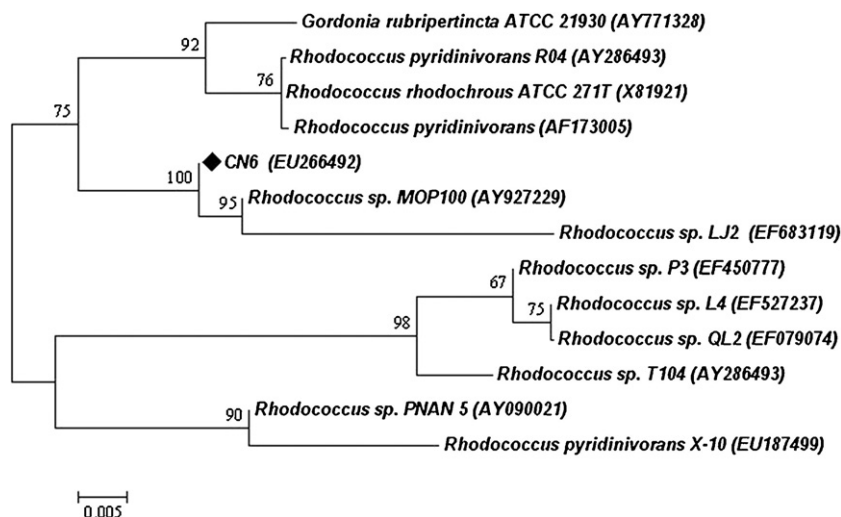 Gordonia rubripertincta ATCC 21930 (AY771328)
92
Rhodococcus pyridinivorans R04 (AY286493)
76
Rhodococcus rhodochrous ATCC 271T (X81921)
75
Rhodococcus pyridinivorans (AF173005)
CN6 (EU266492)
100
Rhodococcus sp. MOP100 (AY927229)
95
Rhodococcus sp. LJ2 (EF683119)
Rhodococcus sp. P3 (EF450777)
67
Rhodococcus sp. L4 (EF527237)
75
98
Rhodococcus sp. QL2 (EF079074)
Rhodococcus sp. T104 (AY286493)
Rhodococcus sp. PNAN 5 (AY090021)
90
Rhodococcus pyridinivorans X-10 (EU187499)
0.005